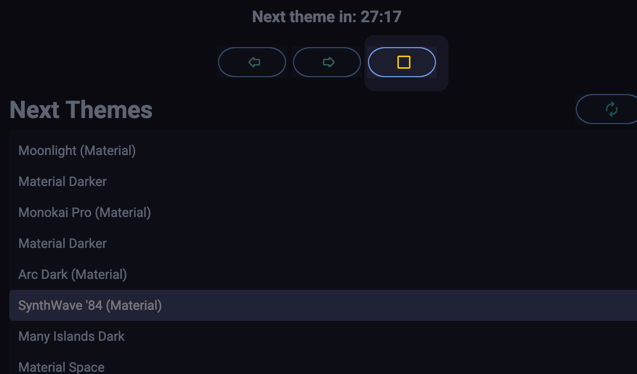 Next theme in: 27:17
Next Themes
Moonlight (Material)
Material Darker
Monokai Pro (Material)
Material Darker
Arc Dark (Material)
SynthWave '84 (Material)
Many Islands Dark
Material Space